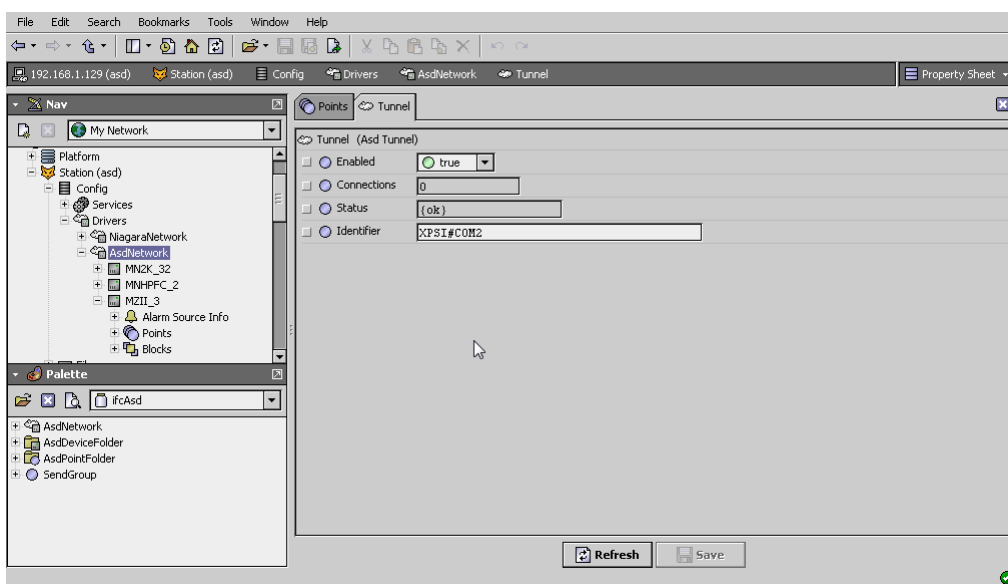 File Edit Search Bookmarks Tools Window Help
192.168.1.129 (asd) Station (asd) Config Drivers AsdNetwork Tunnel Property Sheet
Nav
My Network
Platform
Station (asd)
Config
Services
Drivers
NiagaraNetwork
AsdNetwork
MN2K_32
MNHPFC_2
MZII_3
Alarm Source Info
Points
Blocks
Palette
ifcAsd
AsdNetwork
AsdDeviceFolder
AsdPointFolder
SendGroup
Points Tunnel
Tunnel (Asd Tunnel)
Enabled true
Connections 0
Status {ok}
Identifier XPSI#COM2
Refresh Save